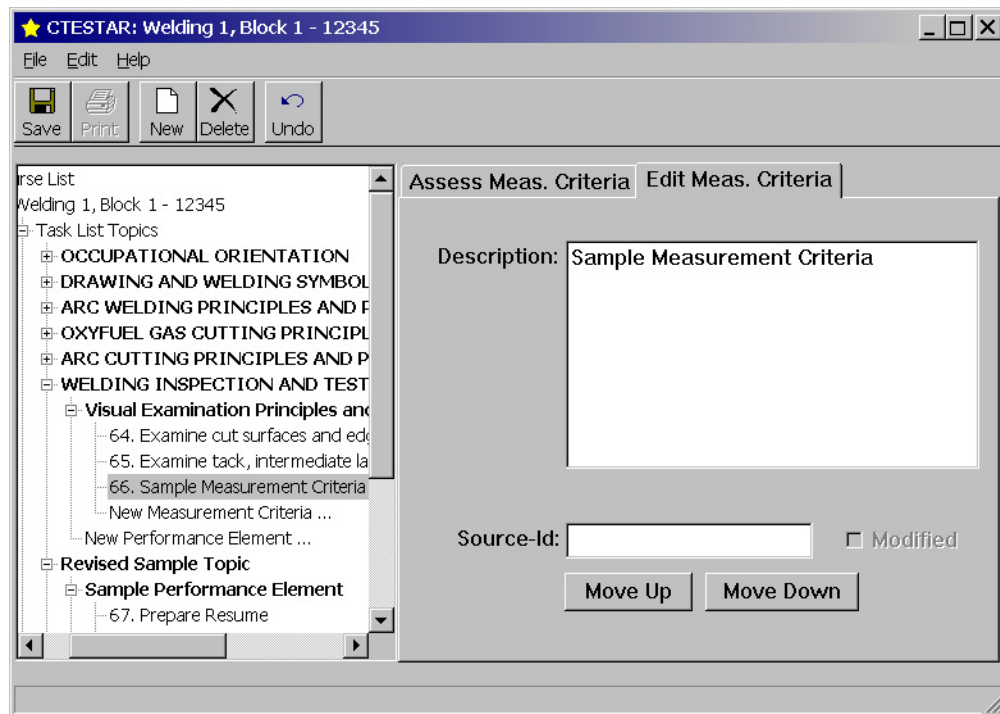 CTESTAR: Welding 1, Block 1 - 12345
File Edit Help
Save Print New Delete Undo
rse List
Welding 1, Block 1 - 12345
Task List Topics
OCCUPATIONAL ORIENTATION
DRAWING AND WELDING SYMBOL
ARC WELDING PRINCIPLES AND P
OXYFUEL GAS CUTTING PRINCIPL
ARC CUTTING PRINCIPLES AND P
WELDING INSPECTION AND TEST
Visual Examination Principles and
64. Examine cut surfaces and edg
65. Examine tack, intermediate la
66. Sample Measurement Criteria
New Measurement Criteria ...
New Performance Element ...
Revised Sample Topic
Sample Performance Element
67. Prepare Resume
Assess Meas. Criteria Edit Meas. Criteria
Description: Sample Measurement Criteria
Source-Id: Modified
Move Up Move Down